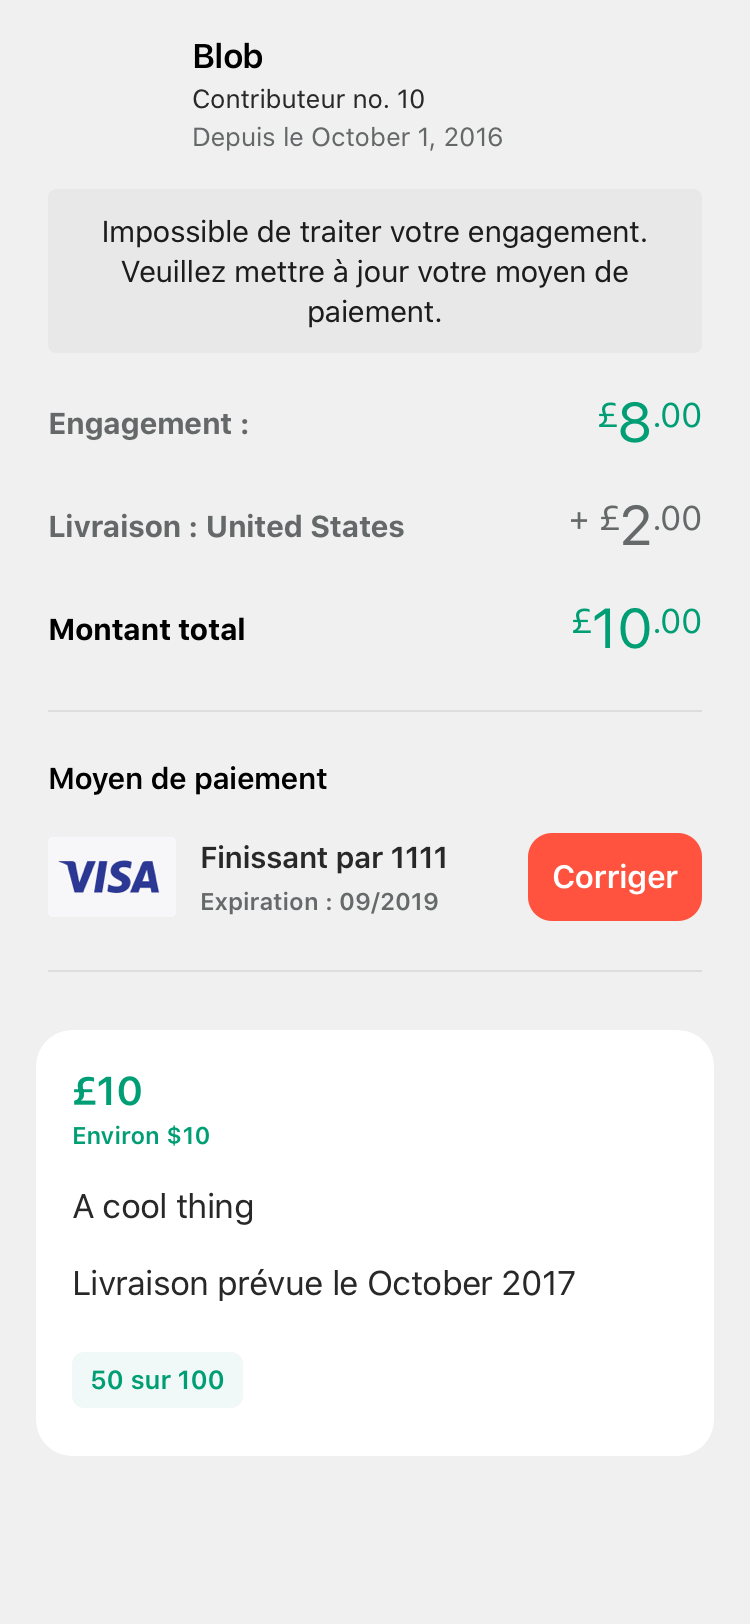 Blob
Contributeur no. 10
Depuis le October 1, 2016
Impossible de traiter votre engagement.
Veuillez mettre à jour votre moyen de
paiement.
Engagement : £8.00
Livraison : United States + £2.00
Montant total £10.00
Moyen de paiement
VISA
Finissant par 1111
Expiration : 09/2019
Corriger
£10
Environ $10
A cool thing
Livraison prévue le October 2017
50 sur 100